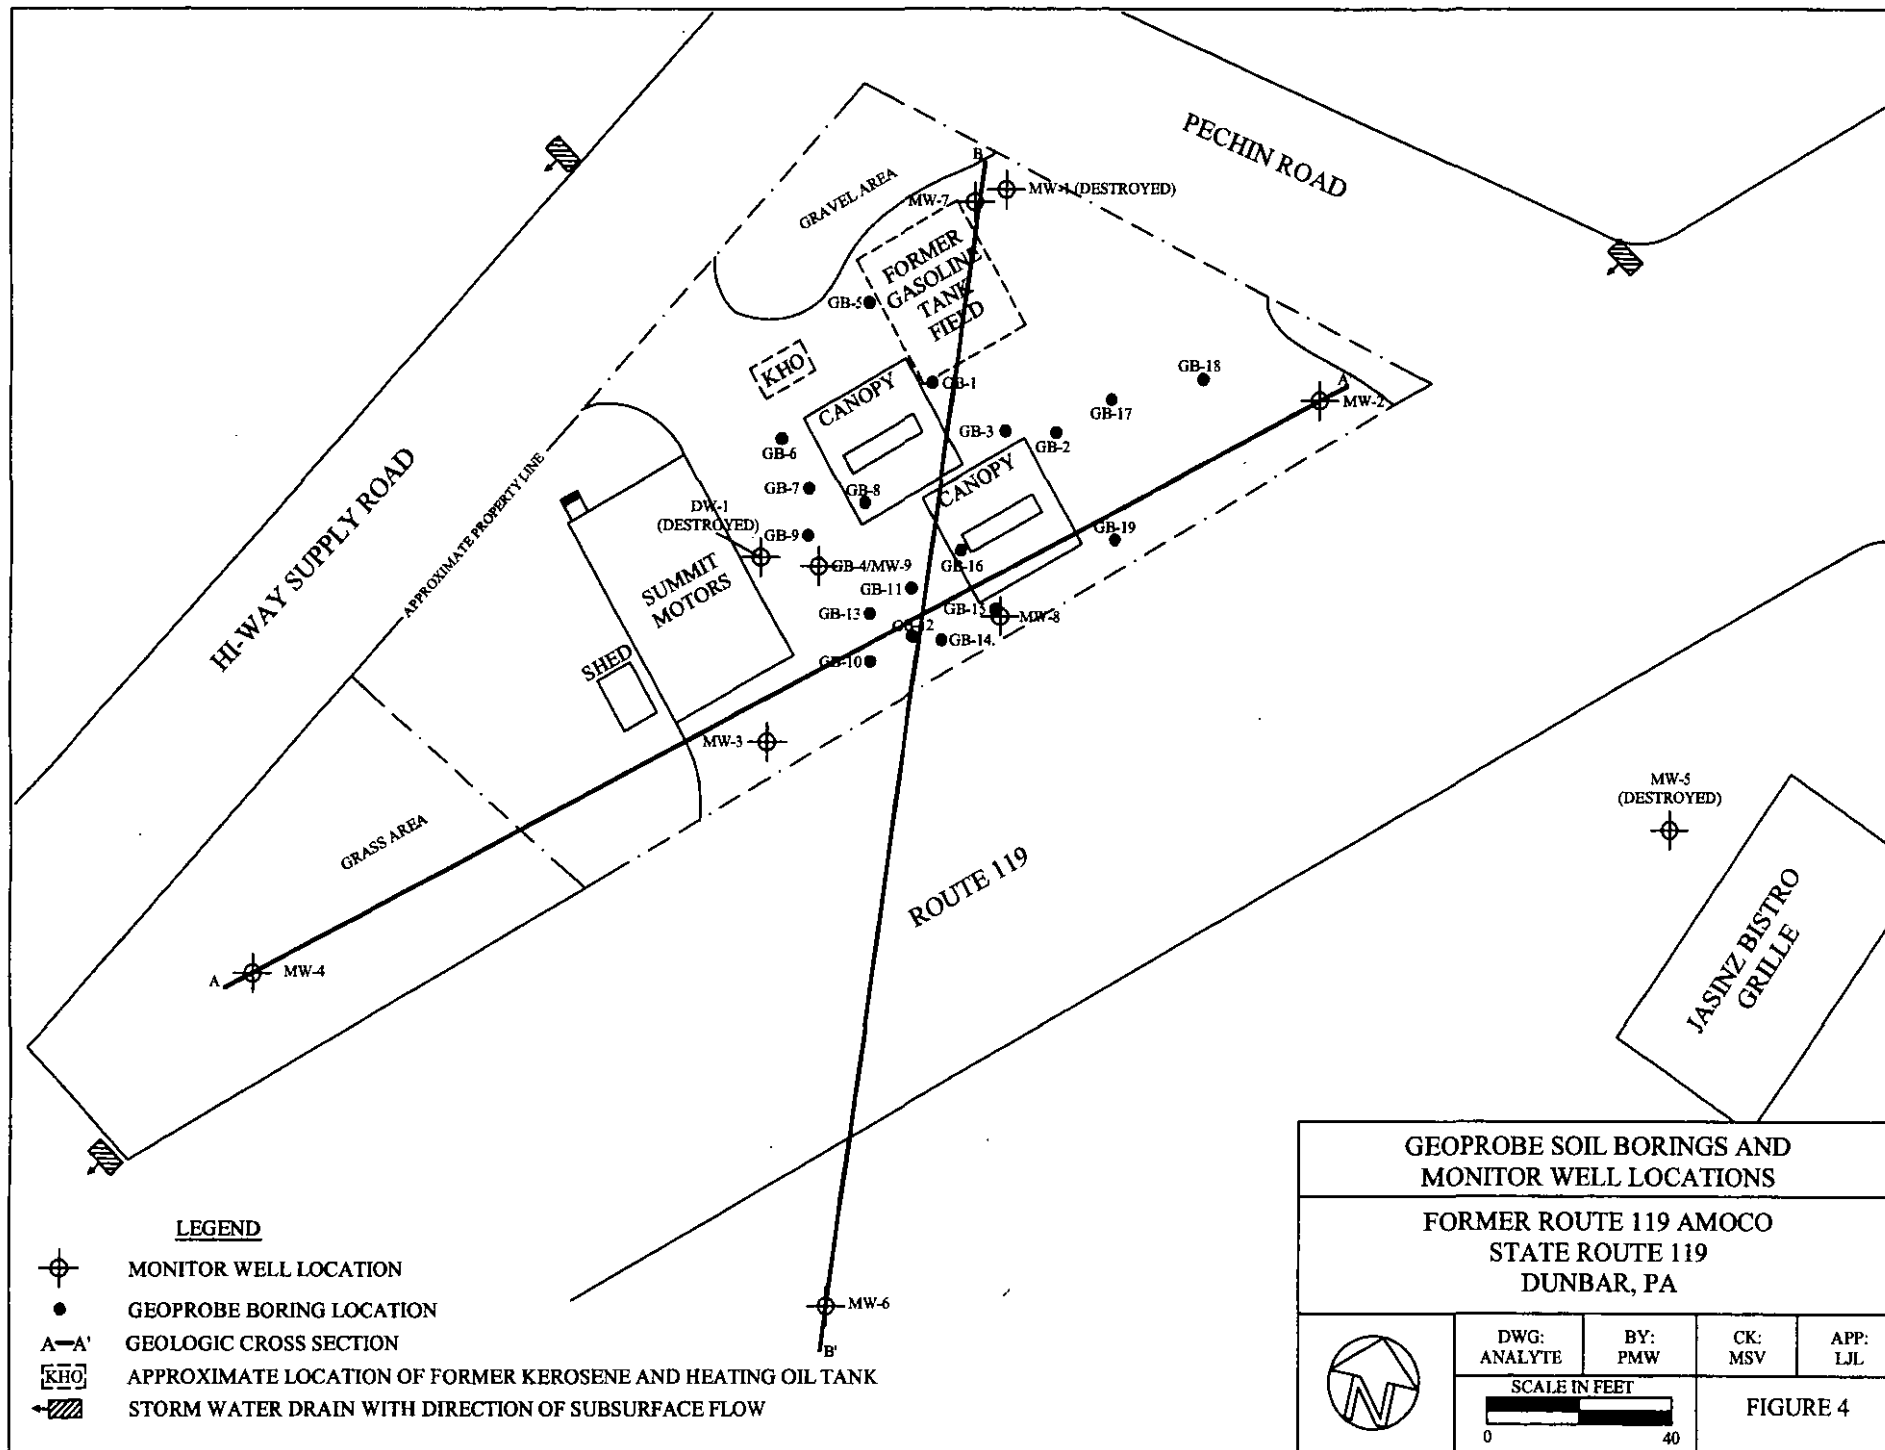 PECHIN ROAD
B
MW-1 (DESTROYED)
GRAVEL AREA
MW-7
FORMER
GASOLINE
TANK
FIELD
GB-5
KHO
GB-18
A'
MW-2
GB-1
CANOPY
GB-17
GB-3
GB-2
GB-6
CANOPY
HI-WAY SUPPLY ROAD
APPROXIMATE PROPERTY LINE
GB-7
GB-8
DW-1
(DESTROYED)
GB-9
GB-19
GB-16
GB-4/MW-9
SUMMIT
MOTORS
GB-11
GB-13
GB-15
MW-8
GB-12
GB-14
GB-10
SHED
MW-3
MW-5
(DESTROYED)
GRASS AREA
ROUTE 119
JASINZ BISTRO
GRILLE
A
MW-4
MW-6
B'
LEGEND
MONITOR WELL LOCATION
GEOPROBE BORING LOCATION
A—A' GEOLOGIC CROSS SECTION
KHO APPROXIMATE LOCATION OF FORMER KEROSENE AND HEATING OIL TANK
STORM WATER DRAIN WITH DIRECTION OF SUBSURFACE FLOW
GEOPROBE SOIL BORINGS AND
MONITOR WELL LOCATIONS
FORMER ROUTE 119 AMOCO
STATE ROUTE 119
DUNBAR, PA
N
DWG:
ANALYTE
BY:
PMW
CK:
MSV
APP:
LJL
SCALE IN FEET
0 40
FIGURE 4